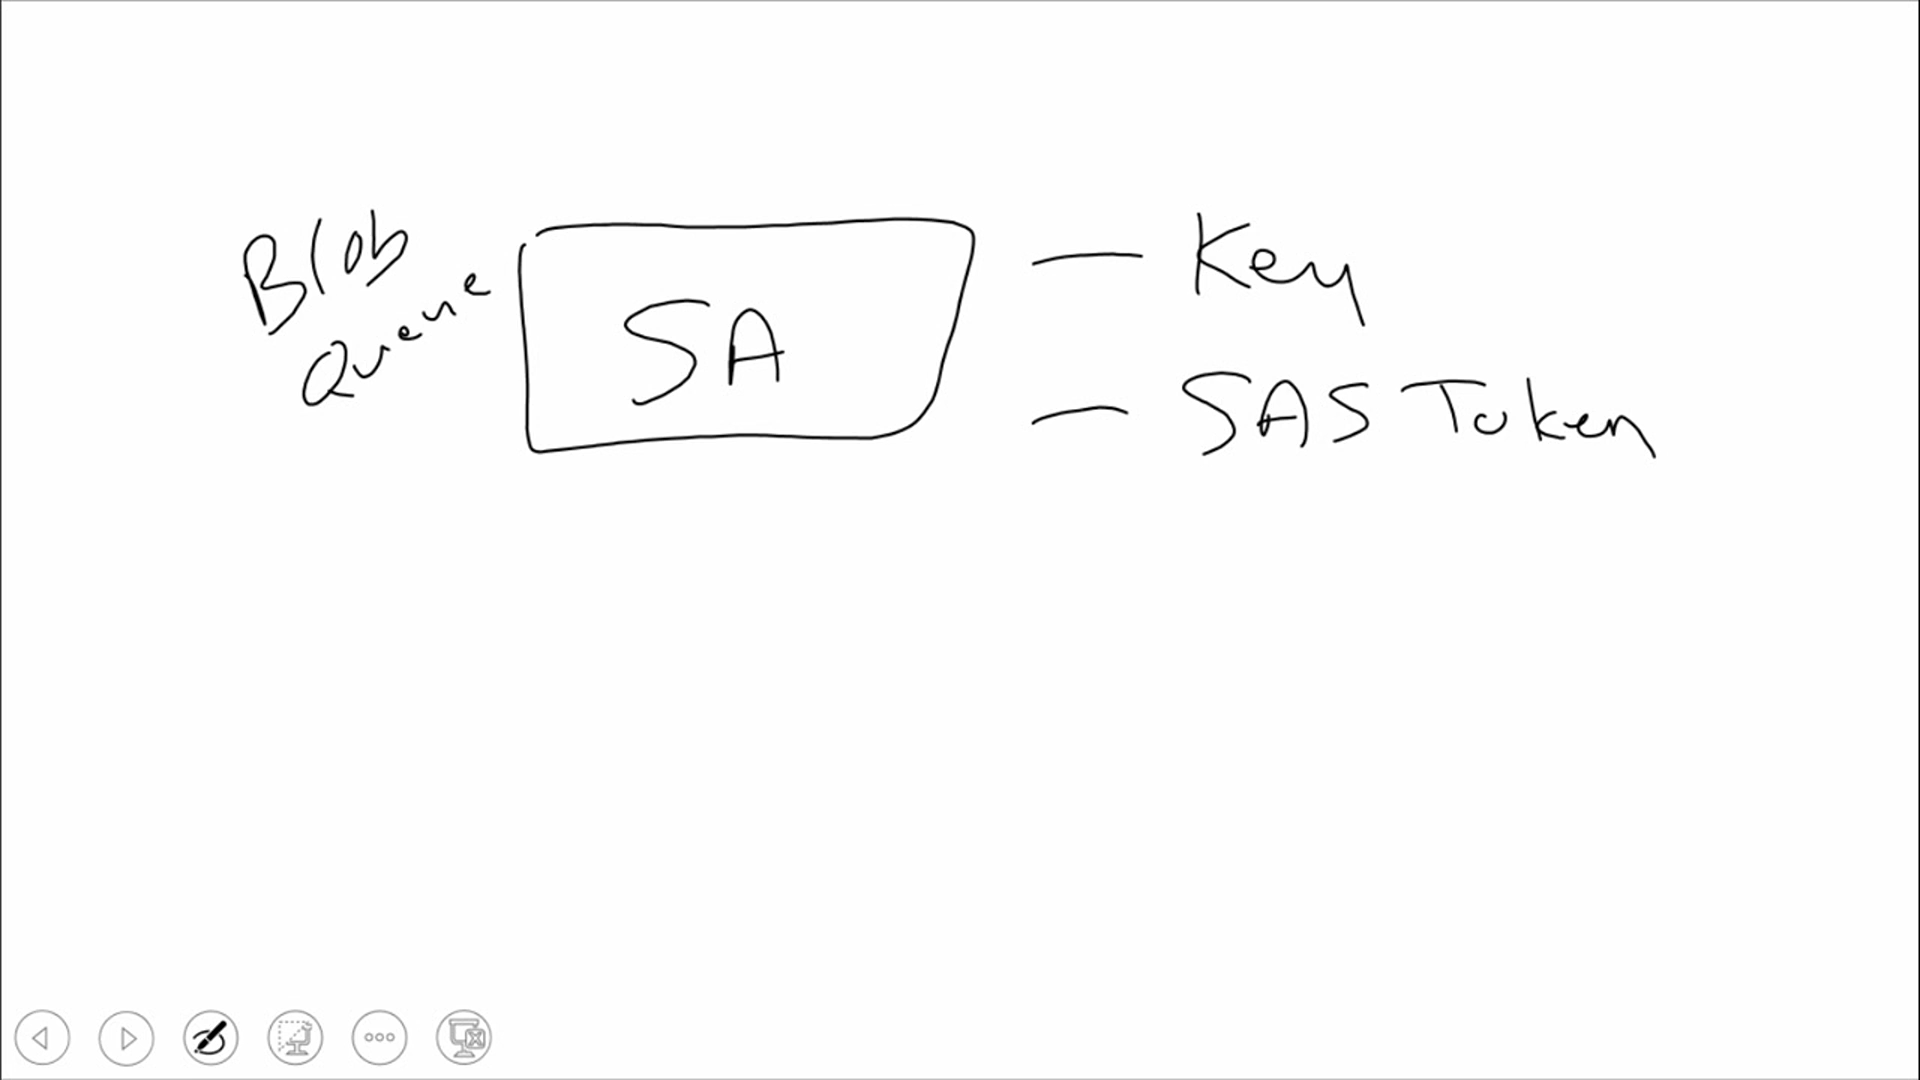 Blob
Queue
SA
— Key
— SAS Token